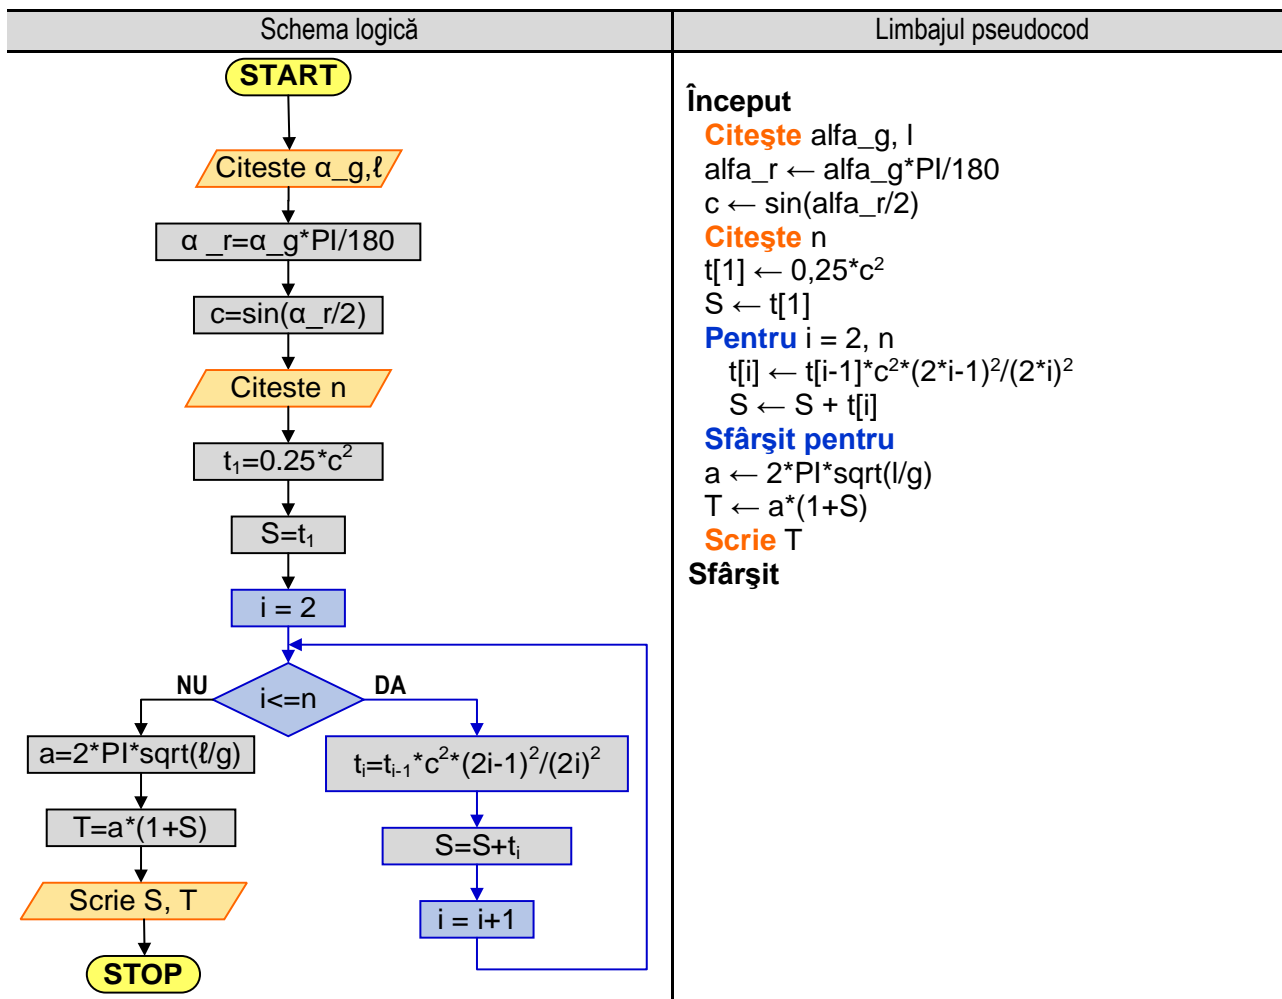 Schema logică
Limbajul pseudocod
START
Citeste α_g,ℓ
α _r=α_g*PI/180
c=sin(α_r/2)
Citeste n
t₁=0.25*c²
S=t₁
i = 2
i<=n
NU
DA
a=2*PI*sqrt(ℓ/g)
T=a*(1+S)
Scrie S, T
STOP
tᵢ=tᵢ₋₁*c²*(2i-1)²/(2i)²
S=S+tᵢ
i = i+1
Început
Citeşte alfa_g, l
alfa_r ← alfa_g*PI/180
c ← sin(alfa_r/2)
Citeşte n
t[1] ← 0,25*c²
S ← t[1]
Pentru i = 2, n
t[i] ← t[i-1]*c²*(2*i-1)²/(2*i)²
S ← S + t[i]
Sfârşit pentru
a ← 2*PI*sqrt(l/g)
T ← a*(1+S)
Scrie T
Sfârşit